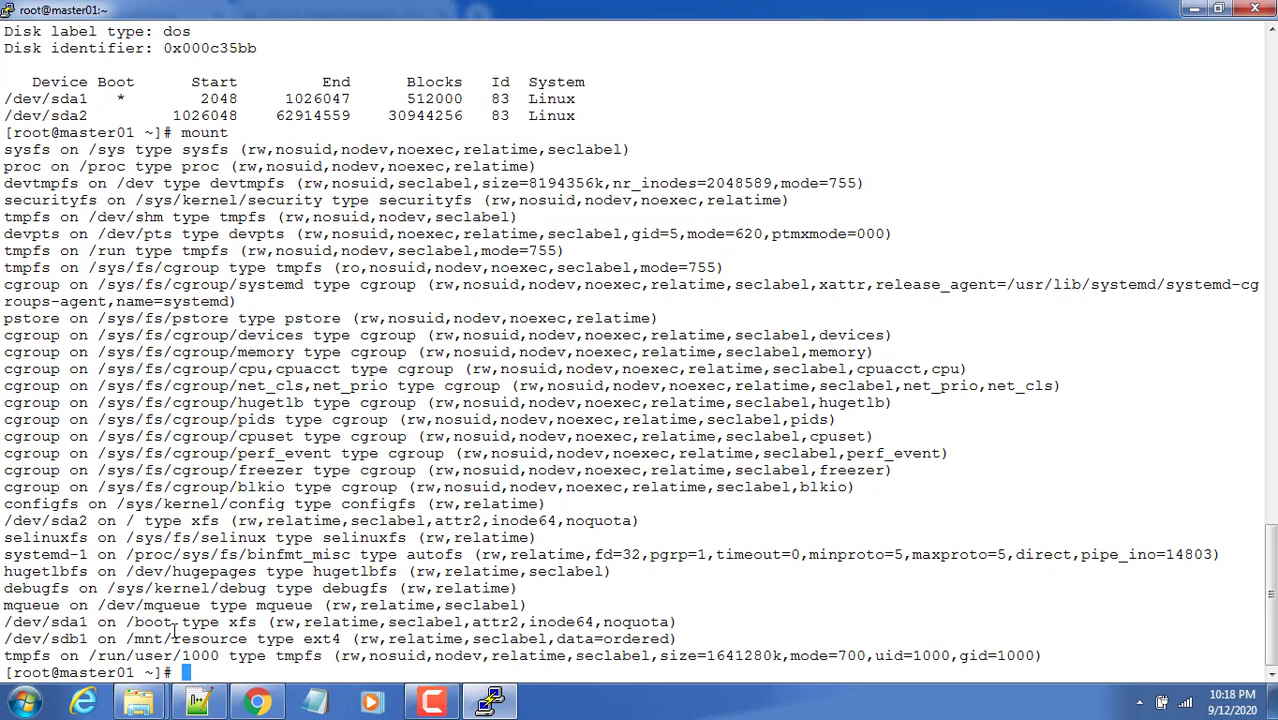 root@master01:~
Disk label type: dos
Disk identifier: 0x000c35bb
Device Boot Start End Blocks Id System
/dev/sda1 * 2048 1026047 512000 83 Linux
/dev/sda2 1026048 62914559 30944256 83 Linux
[root@master01 ~]# mount
sysfs on /sys type sysfs (rw,nosuid,nodev,noexec,relatime,seclabel)
proc on /proc type proc (rw,nosuid,nodev,noexec,relatime)
devtmpfs on /dev type devtmpfs (rw,nosuid,seclabel,size=8194356k,nr_inodes=2048589,mode=755)
securityfs on /sys/kernel/security type securityfs (rw,nosuid,nodev,noexec,relatime)
tmpfs on /dev/shm type tmpfs (rw,nosuid,nodev,seclabel)
devpts on /dev/pts type devpts (rw,nosuid,noexec,relatime,seclabel,gid=5,mode=620,ptmxmode=000)
tmpfs on /run type tmpfs (rw,nosuid,nodev,seclabel,mode=755)
tmpfs on /sys/fs/cgroup type tmpfs (ro,nosuid,nodev,noexec,seclabel,mode=755)
cgroup on /sys/fs/cgroup/systemd type cgroup (rw,nosuid,nodev,noexec,relatime,seclabel,xattr,release_agent=/usr/lib/systemd/systemd-cg
roups-agent,name=systemd)
pstore on /sys/fs/pstore type pstore (rw,nosuid,nodev,noexec,relatime)
cgroup on /sys/fs/cgroup/devices type cgroup (rw,nosuid,nodev,noexec,relatime,seclabel,devices)
cgroup on /sys/fs/cgroup/memory type cgroup (rw,nosuid,nodev,noexec,relatime,seclabel,memory)
cgroup on /sys/fs/cgroup/cpu,cpuacct type cgroup (rw,nosuid,nodev,noexec,relatime,seclabel,cpuacct,cpu)
cgroup on /sys/fs/cgroup/net_cls,net_prio type cgroup (rw,nosuid,nodev,noexec,relatime,seclabel,net_prio,net_cls)
cgroup on /sys/fs/cgroup/hugetlb type cgroup (rw,nosuid,nodev,noexec,relatime,seclabel,hugetlb)
cgroup on /sys/fs/cgroup/pids type cgroup (rw,nosuid,nodev,noexec,relatime,seclabel,pids)
cgroup on /sys/fs/cgroup/cpuset type cgroup (rw,nosuid,nodev,noexec,relatime,seclabel,cpuset)
cgroup on /sys/fs/cgroup/perf_event type cgroup (rw,nosuid,nodev,noexec,relatime,seclabel,perf_event)
cgroup on /sys/fs/cgroup/freezer type cgroup (rw,nosuid,nodev,noexec,relatime,seclabel,freezer)
cgroup on /sys/fs/cgroup/blkio type cgroup (rw,nosuid,nodev,noexec,relatime,seclabel,blkio)
configfs on /sys/kernel/config type configfs (rw,relatime)
/dev/sda2 on / type xfs (rw,relatime,seclabel,attr2,inode64,noquota)
selinuxfs on /sys/fs/selinux type selinuxfs (rw,relatime)
systemd-1 on /proc/sys/fs/binfmt_misc type autofs (rw,relatime,fd=32,pgrp=1,timeout=0,minproto=5,maxproto=5,direct,pipe_ino=14803)
hugetlbfs on /dev/hugepages type hugetlbfs (rw,relatime,seclabel)
debugfs on /sys/kernel/debug type debugfs (rw,relatime)
mqueue on /dev/mqueue type mqueue (rw,relatime,seclabel)
/dev/sda1 on /boot type xfs (rw,relatime,seclabel,attr2,inode64,noquota)
/dev/sdb1 on /mnt/resource type ext4 (rw,relatime,seclabel,data=ordered)
tmpfs on /run/user/1000 type tmpfs (rw,nosuid,nodev,relatime,seclabel,size=1641280k,mode=700,uid=1000,gid=1000)
[root@master01 ~]#
10:18 PM
9/12/2020